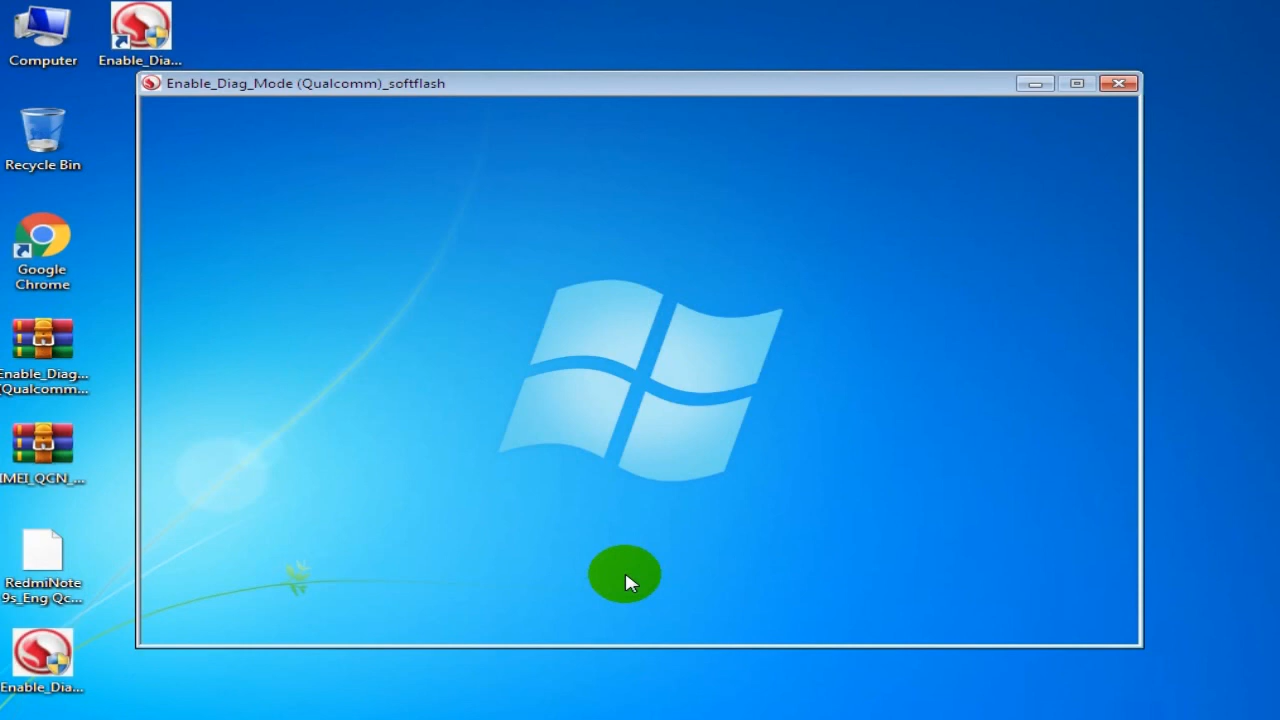 Computer
Enable_Dia...
Enable_Diag_Mode (Qualcomm)_softflash
Recycle Bin
Google
Chrome
Enable_Diag...
(Qualcomm...
IMEI_QCN_...
RedmiNote
9s_Eng Qc...
Enable_Dia...